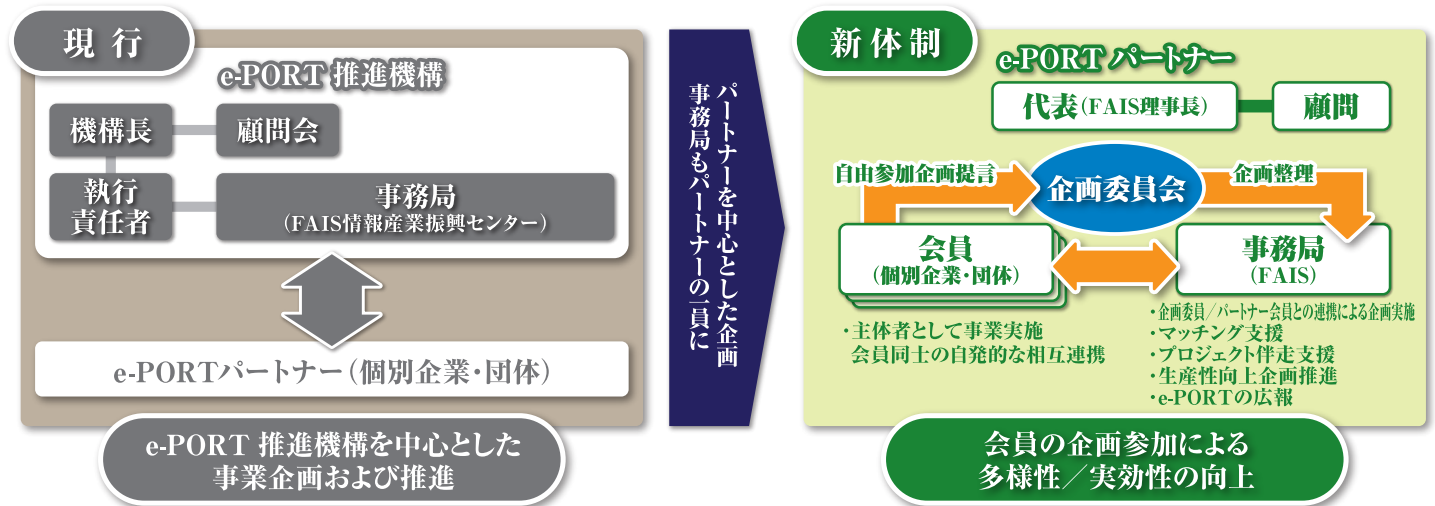 現行
e-PORT 推進機構
機構長
顧問会
執行
責任者
事務局
(FAIS情報産業振興センター)
e-PORTパートナー(個別企業・団体)
e-PORT 推進機構を中心とした
事業企画および推進
パートナーを中心とした企画
事務局もパートナーの一員に
新体制
e-PORT パートナー
代表(FAIS理事長)
顧問
自由参加企画提言
企画委員会
企画整理
会員
(個別企業・団体)
事務局
(FAIS)
・主体者として事業実施
会員同士の自発的な相互連携
・企画委員/パートナー会員との連携による企画実施
・マッチング支援
・プロジェクト伴走支援
・生産性向上企画推進
・e-PORTの広報
会員の企画参加による
多様性/実効性の向上